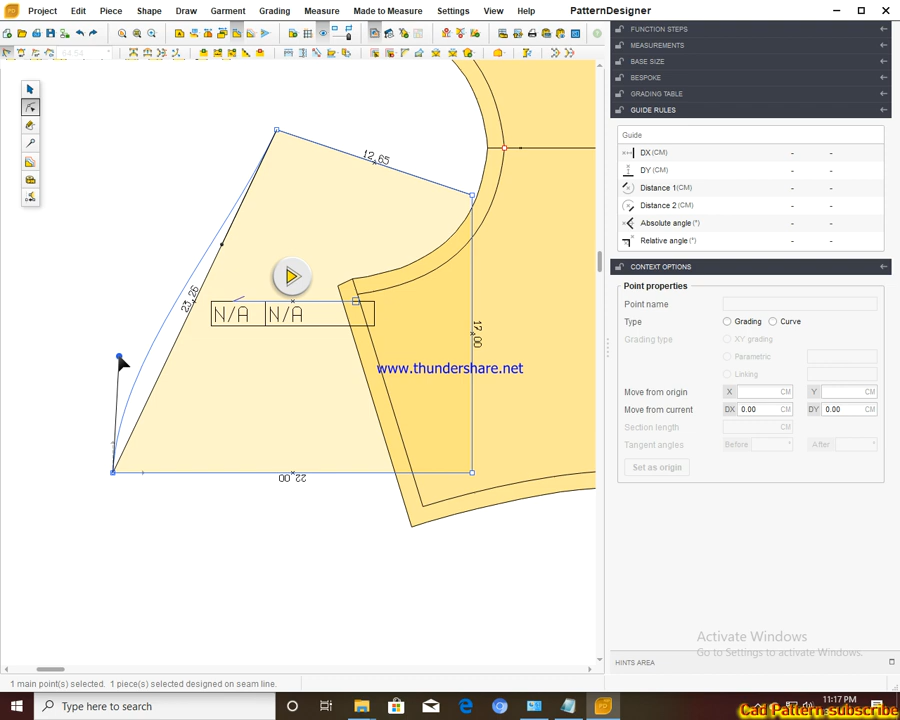 Project Edit Piece Shape Draw Garment Grading Measure Made to Measure Settings View Help PatternDesigner
FUNCTION STEPS
MEASUREMENTS
BASE SIZE
BESPOKE
GRADING TABLE
GUIDE RULES
Guide
DX (CM) - -
DY (CM) - -
Distance 1(CM) - -
Distance 2 (CM) - -
Absolute angle (°) - -
Relative angle (°) - -
CONTEXT OPTIONS
Point properties
Point name
Type Grading Curve
Grading type XY grading
Parametric
Linking
Move from origin X CM Y CM
Move from current DX 0.00 CM DY 0.00 CM
Section length CM
Tangent angles Before ° After °
Set as origin
12,65
23,26
N/A N/A
17,00
www.thundershare.net
22,00
Activate Windows
Go to Settings to activate Windows.
HINTS AREA
1 main point(s) selected. 1 piece(s) selected designed on seam line.
Type here to search
11:17 PM
Cad Pattern subscribe